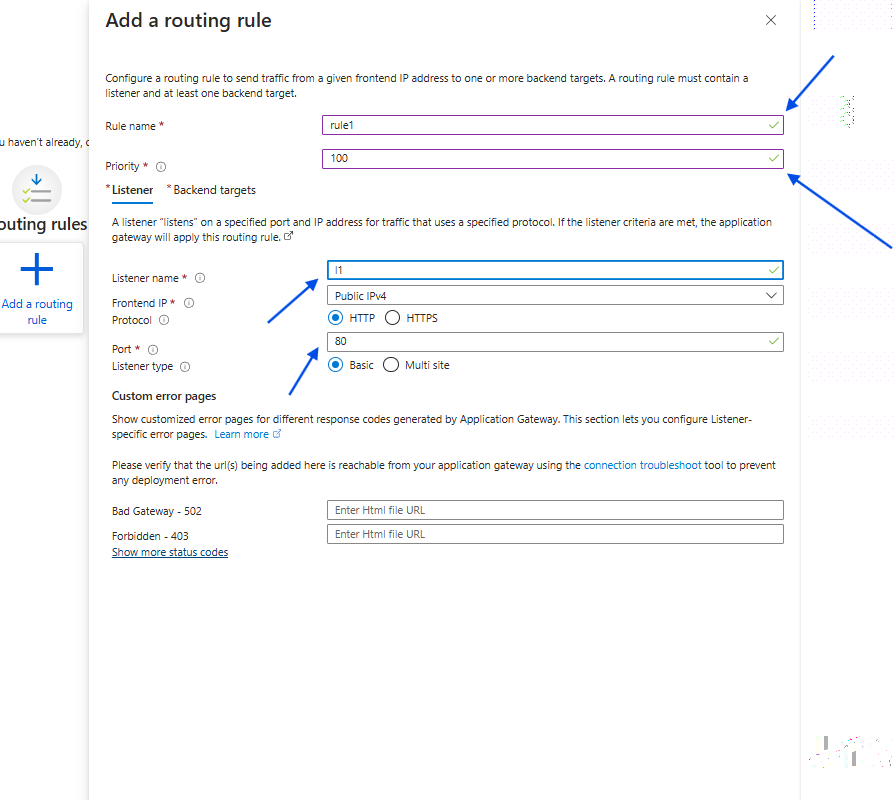 Add a routing rule
Configure a routing rule to send traffic from a given frontend IP address to one or more backend targets. A routing rule must contain a
listener and at least one backend target.
Rule name *
rule1
Priority *
100
* Listener
* Backend targets
A listener "listens" on a specified port and IP address for traffic that uses a specified protocol. If the listener criteria are met, the application
gateway will apply this routing rule.
Listener name *
l1
Frontend IP *
Public IPv4
Protocol
HTTP
HTTPS
Port *
80
Listener type
Basic
Multi site
Custom error pages
Show customized error pages for different response codes generated by Application Gateway. This section lets you configure Listener-
specific error pages. Learn more
Please verify that the url(s) being added here is reachable from your application gateway using the connection troubleshoot tool to prevent
any deployment error.
Bad Gateway - 502
Enter Html file URL
Forbidden - 403
Enter Html file URL
Show more status codes
u haven't already, c
outing rules
Add a routing
rule